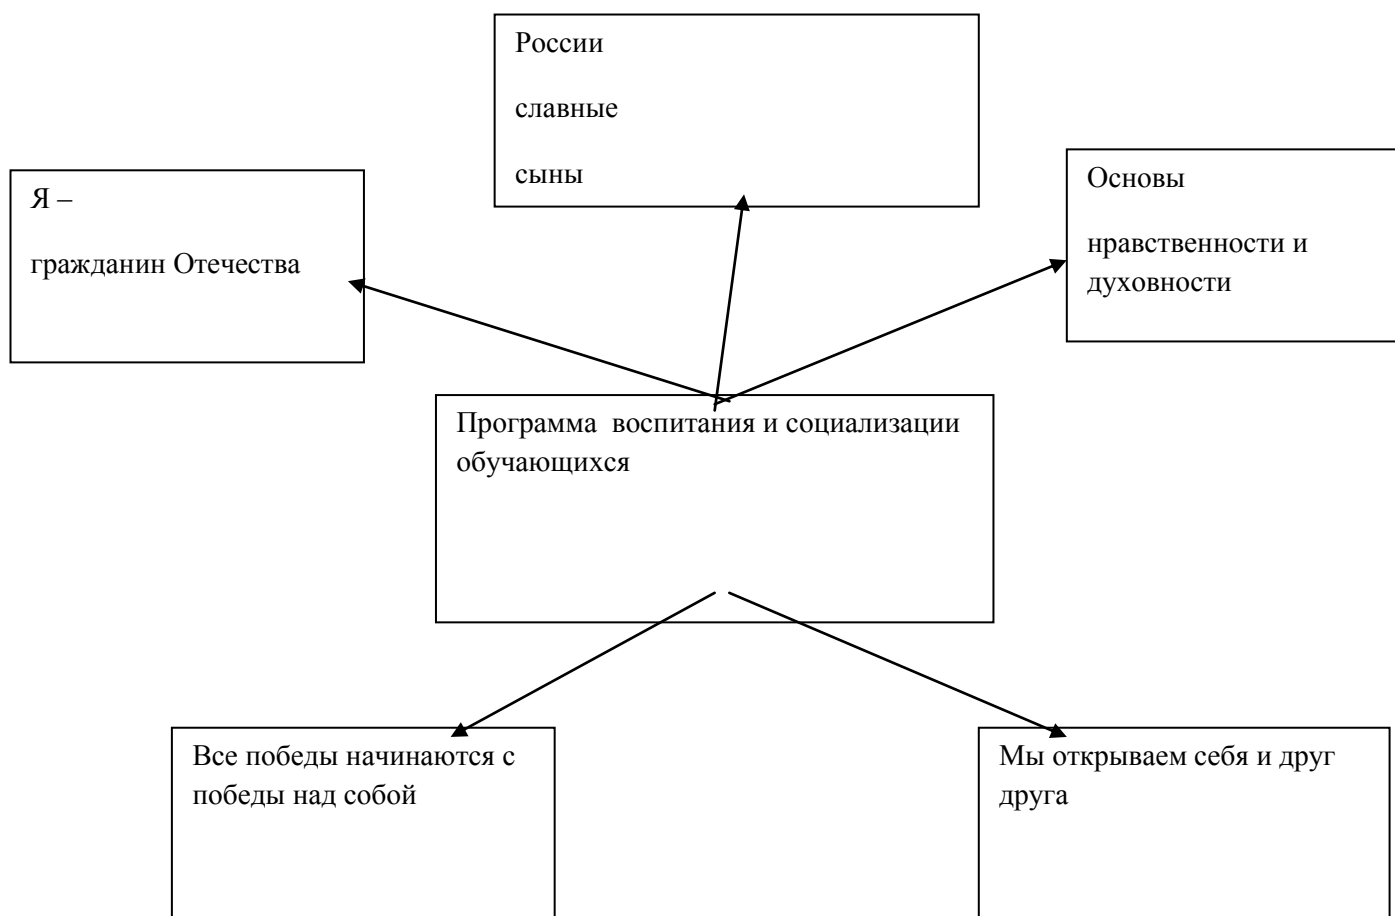 России
славные
сыны
Я –
гражданин Отечества
Основы
нравственности и
духовности
Программа  воспитания и социализации
обучающихся
Все победы начинаются с
победы над собой
Мы открываем себя и друг
друга